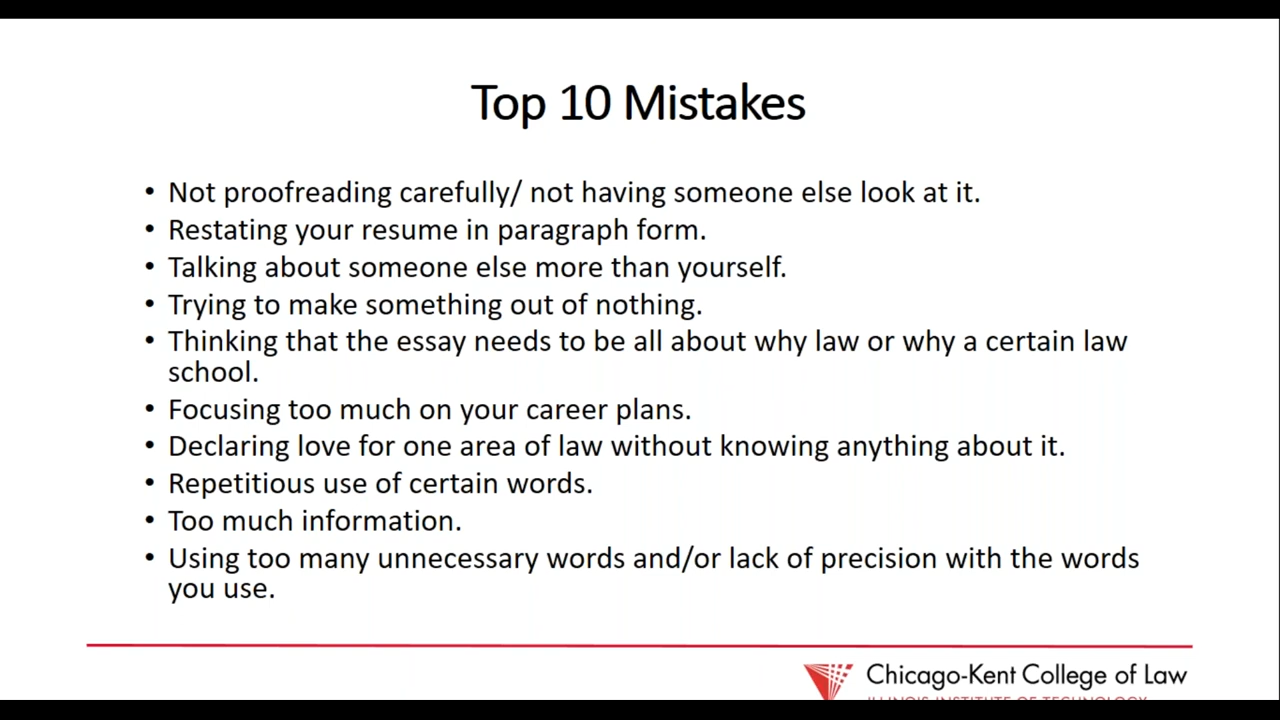 Top 10 Mistakes
• Not proofreading carefully/ not having someone else look at it.
• Restating your resume in paragraph form.
• Talking about someone else more than yourself.
• Trying to make something out of nothing.
• Thinking that the essay needs to be all about why law or why a certain law
school.
• Focusing too much on your career plans.
• Declaring love for one area of law without knowing anything about it.
• Repetitious use of certain words.
• Too much information.
• Using too many unnecessary words and/or lack of precision with the words
you use.
Chicago-Kent College of Law
ILLINOIS INSTITUTE OF TECHNOLOGY